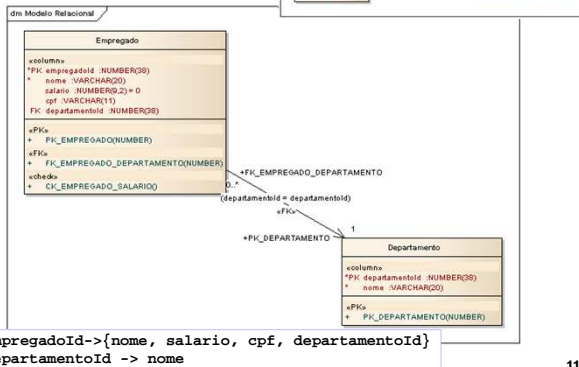 dm Modelo Relacional
Empregado
«column»
*PK empregadoId :NUMBER(38)
* nome :VARCHAR(20)
salario :NUMBER(9,2) = 0
cpf :VARCHAR(11)
FK departamentoId :NUMBER(38)
«PK»
+ PK_EMPREGADO(NUMBER)
«FK»
+ FK_EMPREGADO_DEPARTAMENTO(NUMBER)
«check»
+ CK_EMPREGADO_SALARIO()
+FK_EMPREGADO_DEPARTAMENTO
0..*
(departamentoId = departamentoId)
«FK»
+PK_DEPARTAMENTO
1
Departamento
«column»
*PK departamentoId :NUMBER(38)
* nome :VARCHAR(20)
«PK»
+ PK_DEPARTAMENTO(NUMBER)
mpregadoId->{nome, salario, cpf, departamentoId}
epartamentoId -> nome
11